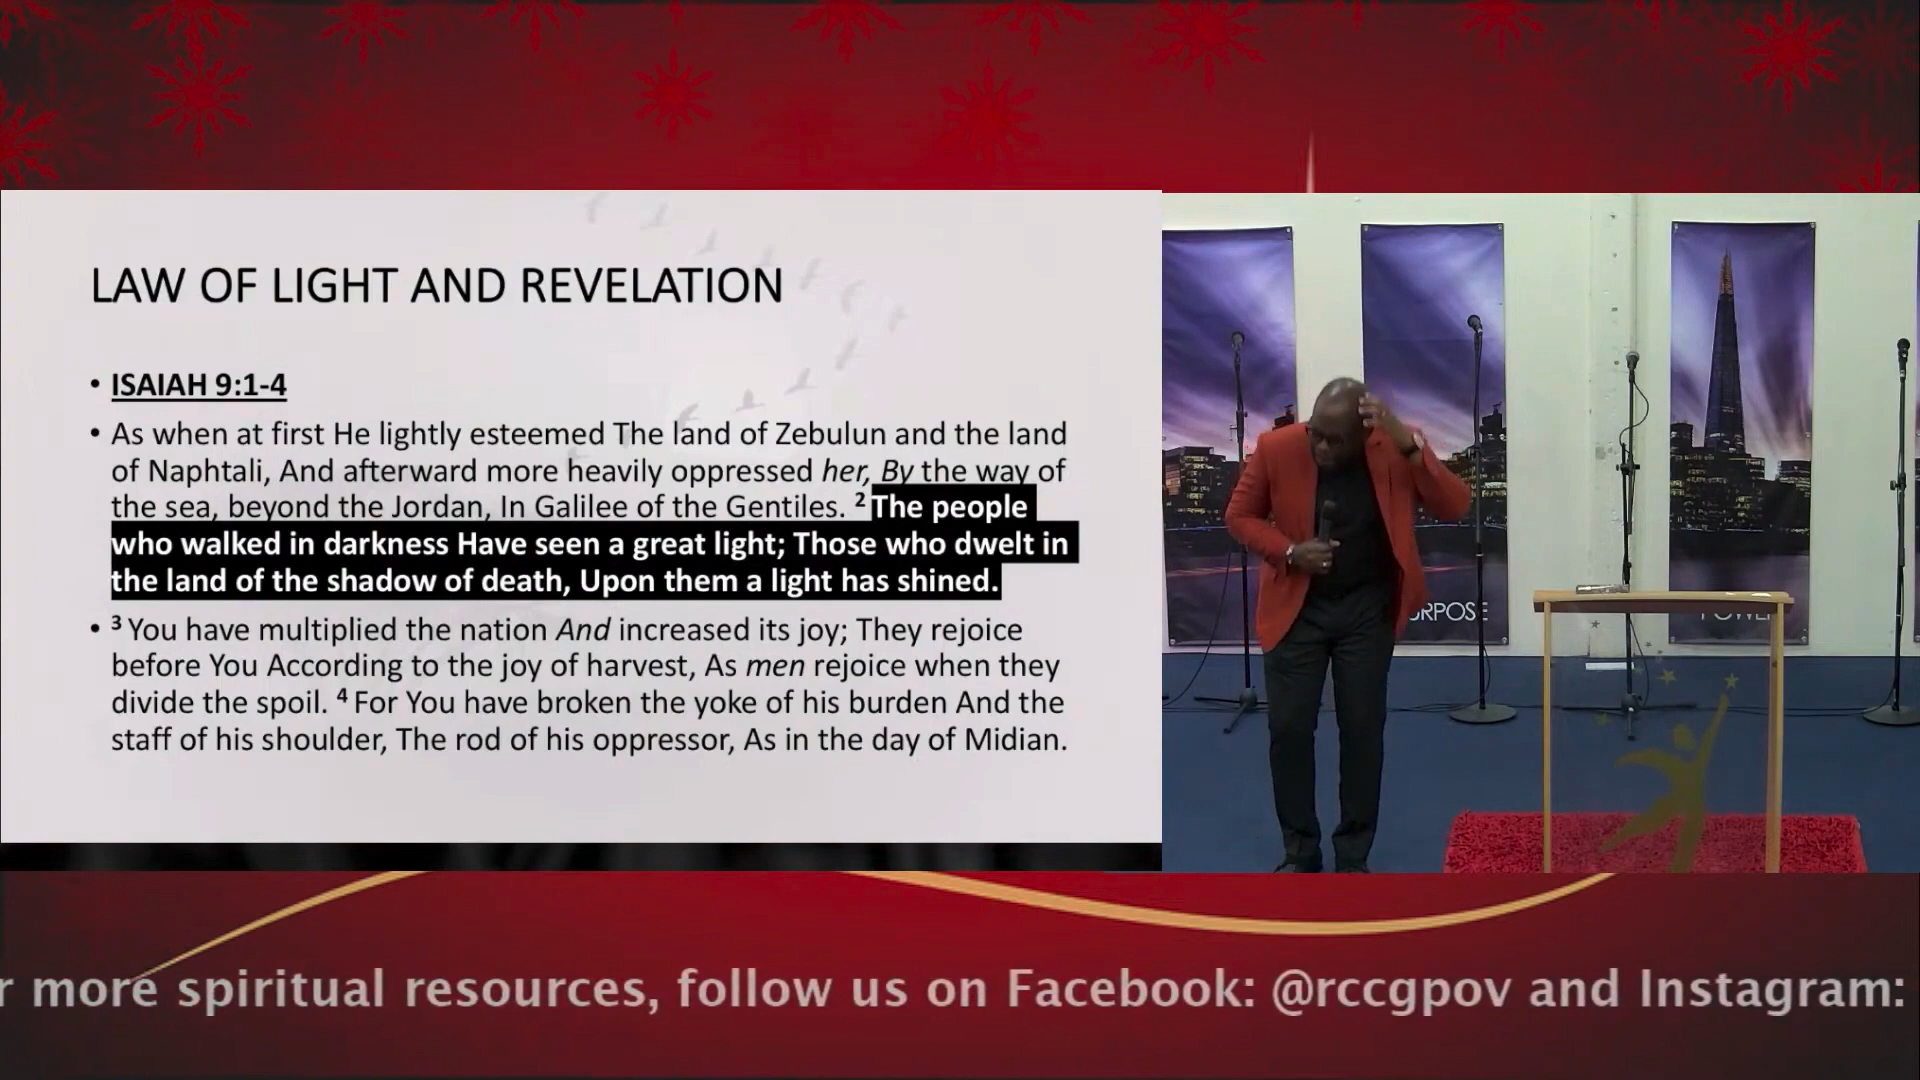 LAW OF LIGHT AND REVELATION
• ISAIAH 9:1-4
• As when at first He lightly esteemed The land of Zebulun and the land
of Naphtali, And afterward more heavily oppressed her, By the way of
the sea, beyond the Jordan, In Galilee of the Gentiles. ² The people
who walked in darkness Have seen a great light; Those who dwelt in
the land of the shadow of death, Upon them a light has shined.
• ³ You have multiplied the nation And increased its joy; They rejoice
before You According to the joy of harvest, As men rejoice when they
divide the spoil. ⁴ For You have broken the yoke of his burden And the
staff of his shoulder, The rod of his oppressor, As in the day of Midian.
RPOSE
POWER
r more spiritual resources, follow us on Facebook: @rccgpov and Instagram: